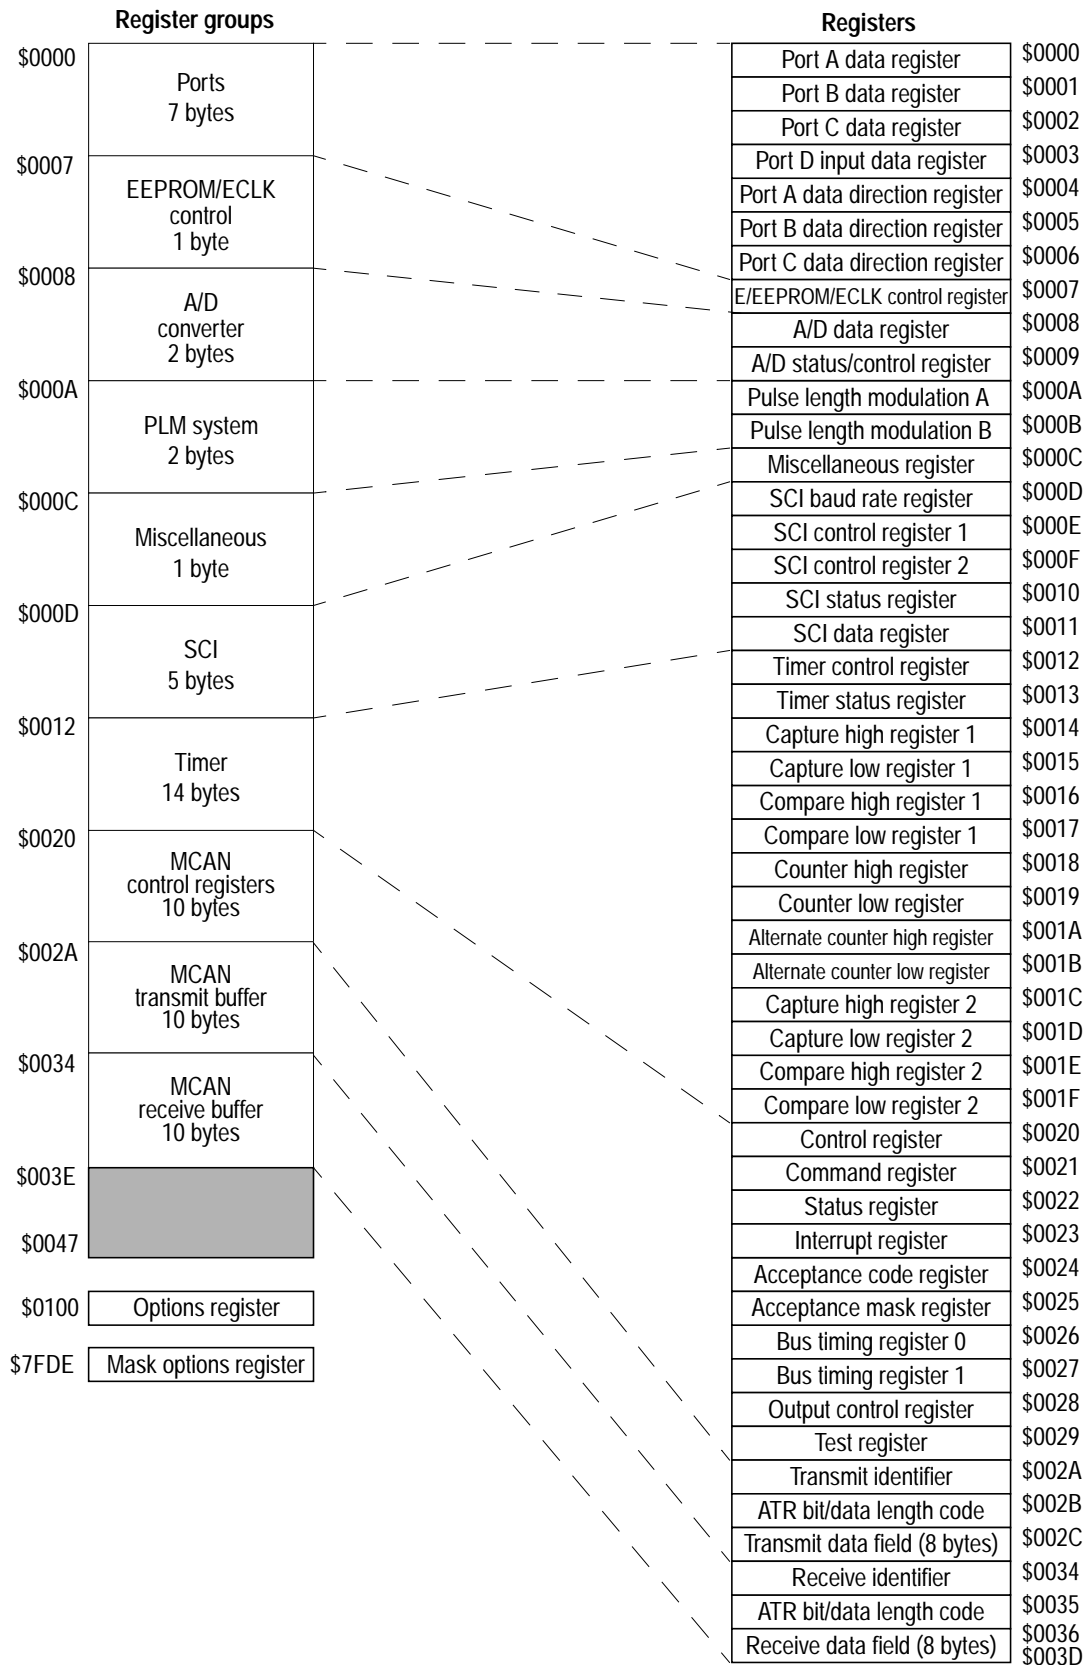 Register groups
$0000
Ports
7 bytes
$0007
EEPROM/ECLK
control
1 byte
$0008
A/D
converter
2 bytes
$000A
PLM system
2 bytes
$000C
Miscellaneous
1 byte
$000D
SCI
5 bytes
$0012
Timer
14 bytes
$0020
MCAN
control registers
10 bytes
$002A
MCAN
transmit buffer
10 bytes
$0034
MCAN
receive buffer
10 bytes
$003E
$0047
$0100 Options register
$7FDE Mask options register
Registers
Port A data register $0000
Port B data register $0001
Port C data register $0002
Port D input data register $0003
Port A data direction register $0004
Port B data direction register $0005
Port C data direction register $0006
E/EEPROM/ECLK control register $0007
A/D data register $0008
A/D status/control register $0009
Pulse length modulation A $000A
Pulse length modulation B $000B
Miscellaneous register $000C
SCI baud rate register $000D
SCI control register 1 $000E
SCI control register 2 $000F
SCI status register $0010
SCI data register $0011
Timer control register $0012
Timer status register $0013
Capture high register 1 $0014
Capture low register 1 $0015
Compare high register 1 $0016
Compare low register 1 $0017
Counter high register $0018
Counter low register $0019
Alternate counter high register $001A
Alternate counter low register $001B
Capture high register 2 $001C
Capture low register 2 $001D
Compare high register 2 $001E
Compare low register 2 $001F
Control register $0020
Command register $0021
Status register $0022
Interrupt register $0023
Acceptance code register $0024
Acceptance mask register $0025
Bus timing register 0 $0026
Bus timing register 1 $0027
Output control register $0028
Test register $0029
Transmit identifier $002A
ATR bit/data length code $002B
Transmit data field (8 bytes) $002C
Receive identifier $0034
ATR bit/data length code $0035
Receive data field (8 bytes) $0036
$003D